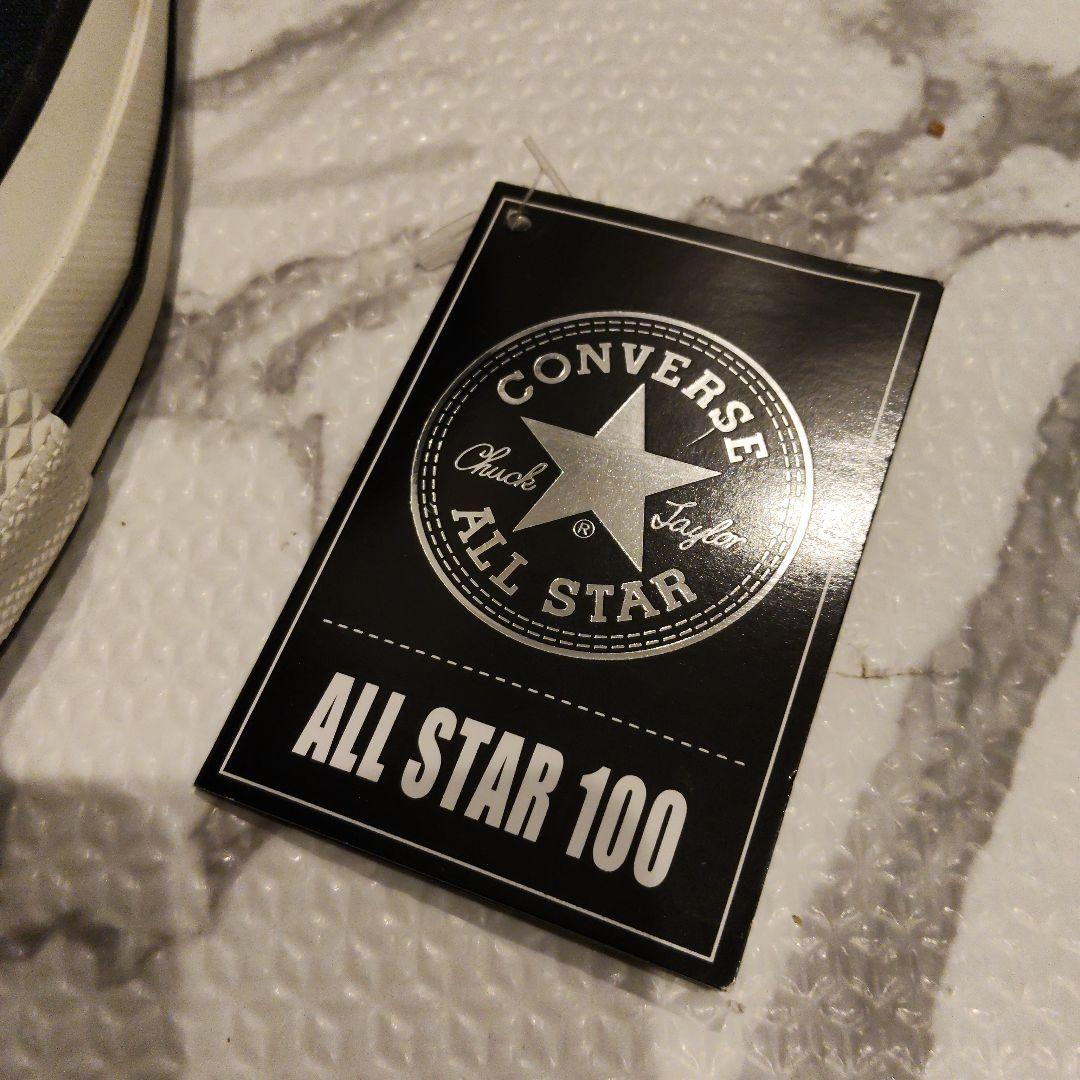 CONVERSE
Chuck Taylor
®
ALL STAR
ALL STAR 100